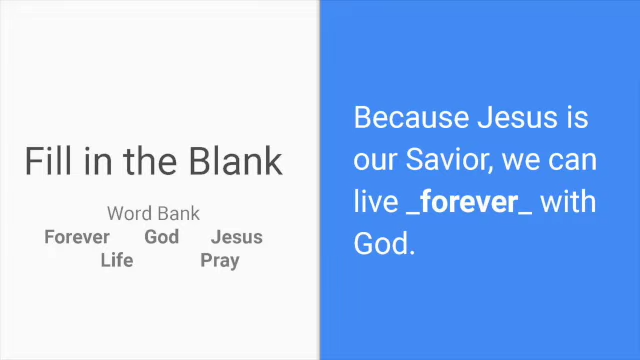 Fill in the Blank
Word Bank
Forever God Jesus
Life Pray
Because Jesus is
our Savior, we can
live _forever_ with
God.